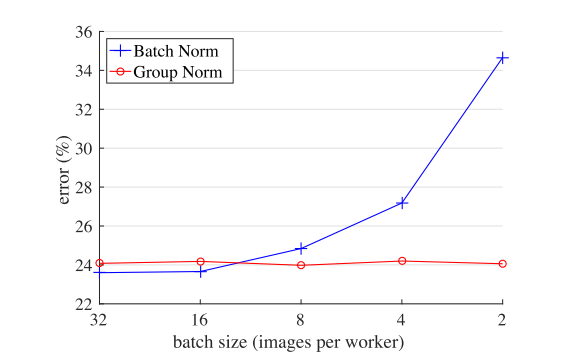 36
34
32
30
28
26
24
22
error (%)
Batch Norm
Group Norm
32 16 8 4 2
batch size (images per worker)